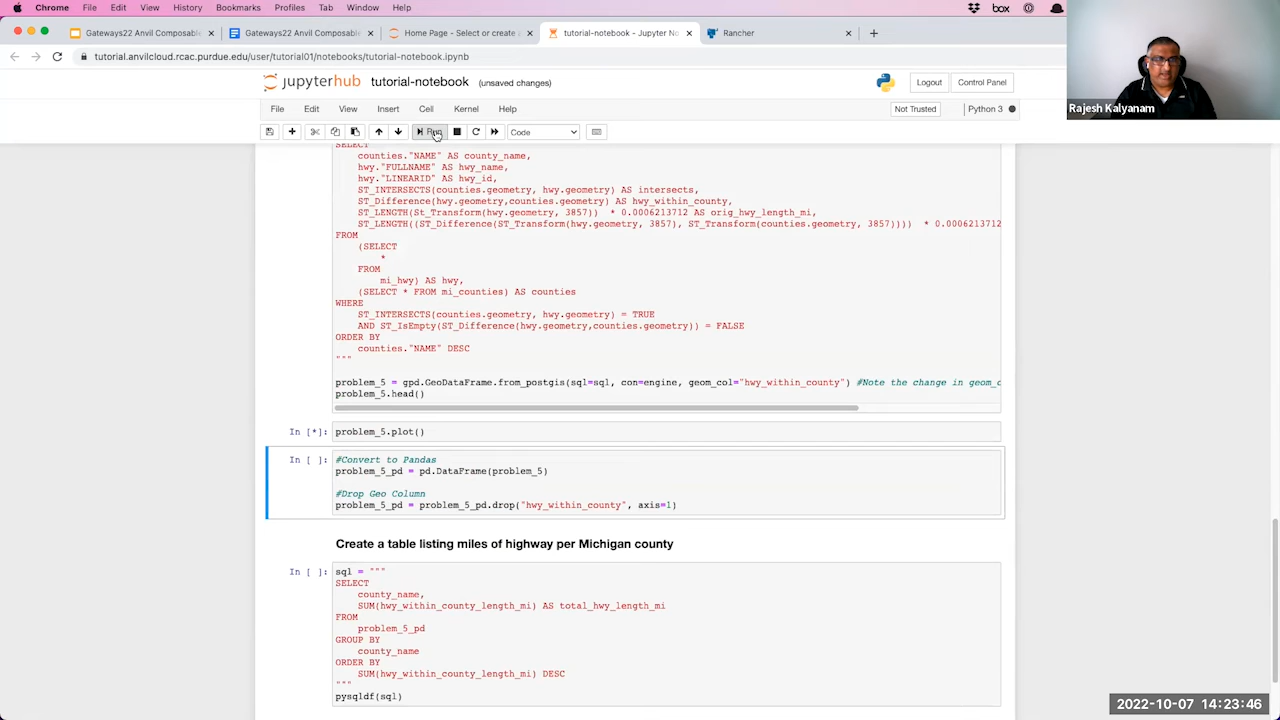 Chrome File Edit View History Bookmarks Profiles Tab Window Help
box
Gateways22 Anvil Composable
Gateways22 Anvil Composable
Home Page - Select or create
tutorial-notebook - Jupyter No
Rancher
tutorial.anvilcloud.rcac.purdue.edu/user/tutorial01/notebooks/tutorial-notebook.ipynb
Rajesh Kalyanam
jupyterhub tutorial-notebook (unsaved changes)
Logout Control Panel
File Edit View Insert Cell Kernel Help
Not Trusted Python 3
Run Code
SELECT
counties."NAME" AS county_name,
hwy."FULLNAME" AS hwy_name,
hwy."LINEARID" AS hwy_id,
ST_INTERSECTS(counties.geometry, hwy.geometry) AS intersects,
ST_Difference(hwy.geometry,counties.geometry) AS hwy_within_county,
ST_LENGTH(St_Transform(hwy.geometry, 3857)) * 0.0006213712 AS orig_hwy_length_mi,
ST_LENGTH((ST_Difference(ST_Transform(hwy.geometry, 3857), ST_Transform(counties.geometry, 3857)))) * 0.0006213712
FROM
(SELECT
*
FROM
mi_hwy) AS hwy,
(SELECT * FROM mi_counties) AS counties
WHERE
ST_INTERSECTS(counties.geometry, hwy.geometry) = TRUE
AND ST_IsEmpty(ST_Difference(hwy.geometry,counties.geometry)) = FALSE
ORDER BY
counties."NAME" DESC
"""
problem_5 = gpd.GeoDataFrame.from_postgis(sql=sql, con=engine, geom_col="hwy_within_county") #Note the change in geom_c
problem_5.head()
In [*]: problem_5.plot()
In [ ]: #Convert to Pandas
problem_5_pd = pd.DataFrame(problem_5)
#Drop Geo Column
problem_5_pd = problem_5_pd.drop("hwy_within_county", axis=1)
Create a table listing miles of highway per Michigan county
In [ ]: sql = """
SELECT
county_name,
SUM(hwy_within_county_length_mi) AS total_hwy_length_mi
FROM
problem_5_pd
GROUP BY
county_name
ORDER BY
SUM(hwy_within_county_length_mi) DESC
"""
pysqldf(sql)
2022-10-07 14:23:46